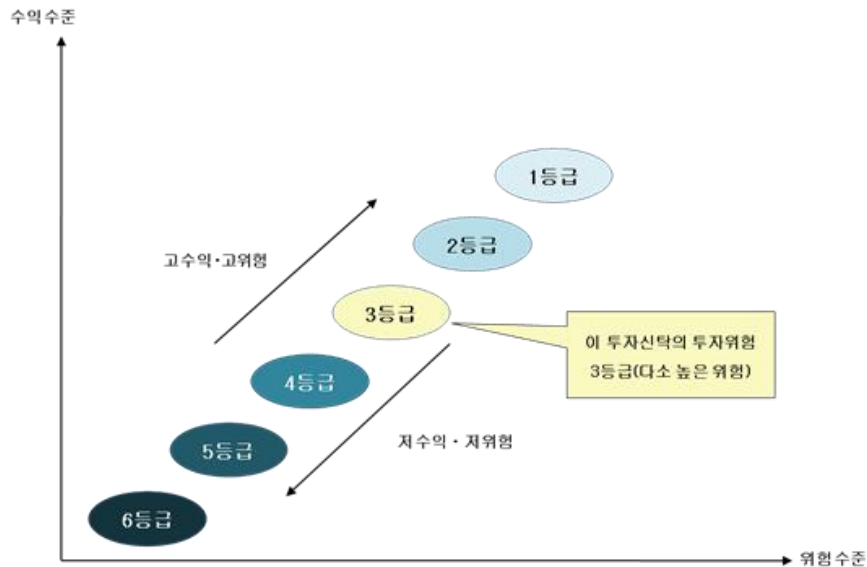 수익수준
1등급
2등급
고수익·고위험
3등급
이 투자신탁의 투자위험
3등급(다소 높은 위험)
4등급
저수익·저위험
5등급
6등급
위험수준